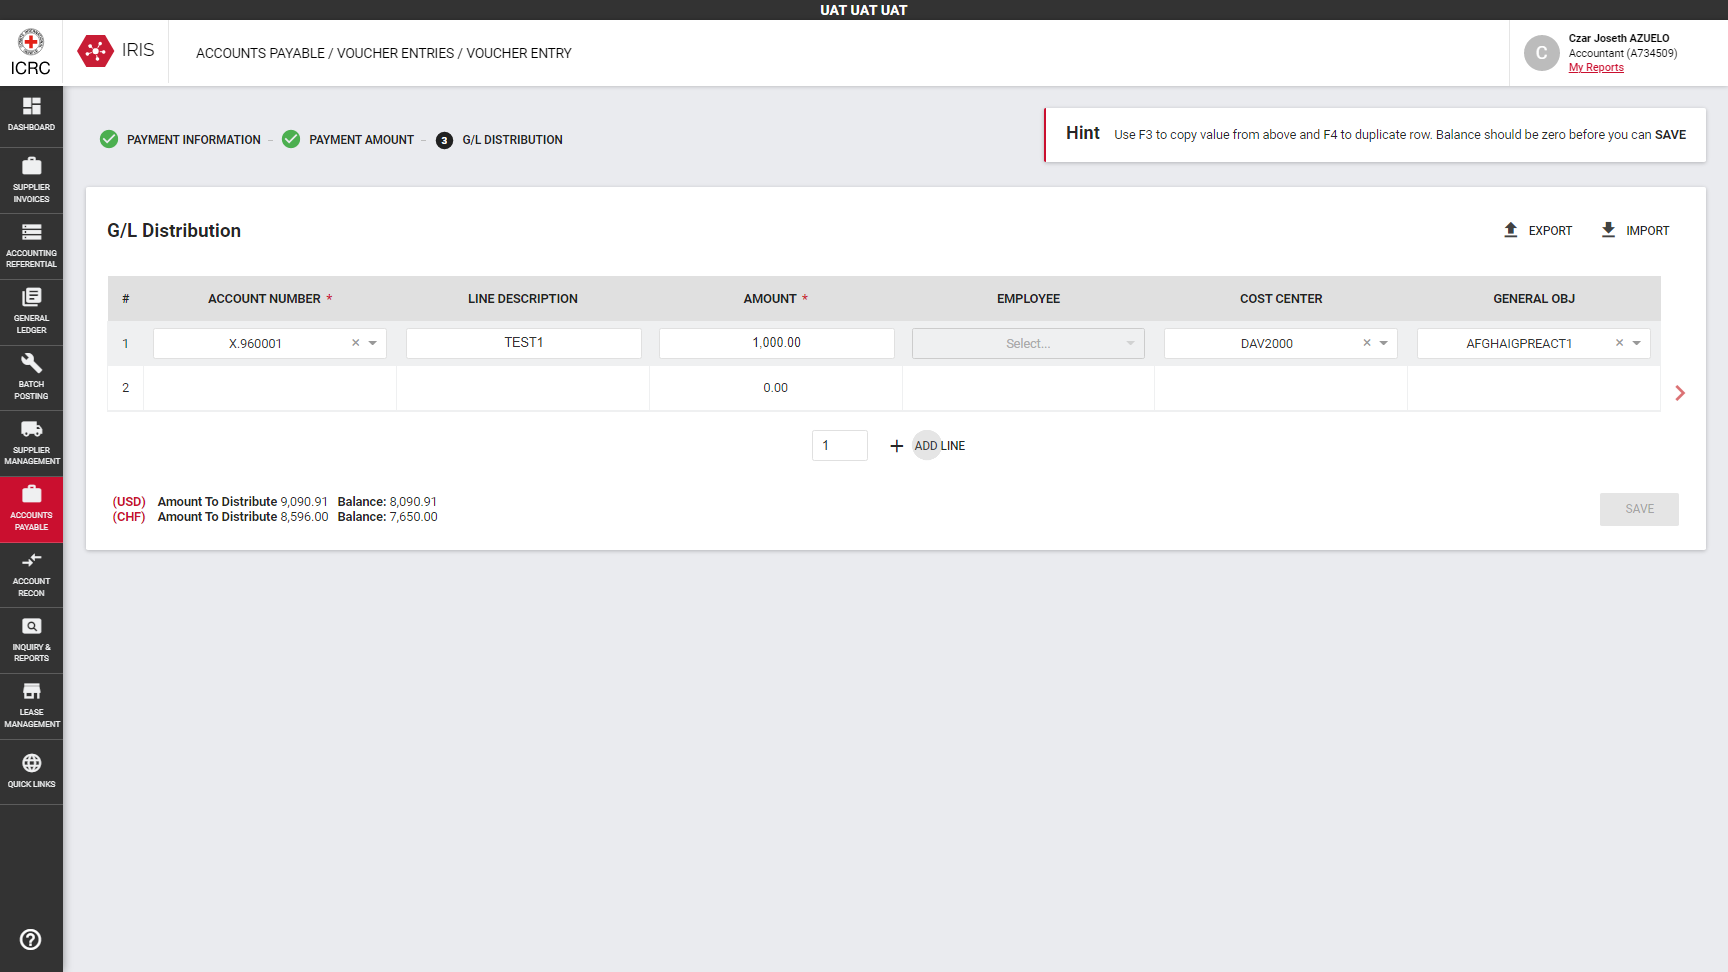 UAT UAT UAT
ICRC
IRIS
ACCOUNTS PAYABLE / VOUCHER ENTRIES / VOUCHER ENTRY
C
Czar Joseth AZUELO
Accountant (A734509)
My Reports
DASHBOARD
SUPPLIER
INVOICES
ACCOUNTING
REFERENTIAL
GENERAL
LEDGER
BATCH
POSTING
SUPPLIER
MANAGEMENT
ACCOUNTS
PAYABLE
ACCOUNT
RECON
INQUIRY &
REPORTS
LEASE
MANAGEMENT
QUICK LINKS
PAYMENT INFORMATION - PAYMENT AMOUNT - 3 G/L DISTRIBUTION
Hint Use F3 to copy value from above and F4 to duplicate row. Balance should be zero before you can SAVE
G/L Distribution
EXPORT IMPORT
# ACCOUNT NUMBER * LINE DESCRIPTION AMOUNT * EMPLOYEE COST CENTER GENERAL OBJ
1 X.960001 TEST1 1,000.00 Select... DAV2000 AFGHAIGPREACT1
2 0.00
1 + ADD LINE
(USD) Amount To Distribute 9,090.91 Balance: 8,090.91
(CHF) Amount To Distribute 8,596.00 Balance: 7,650.00
SAVE